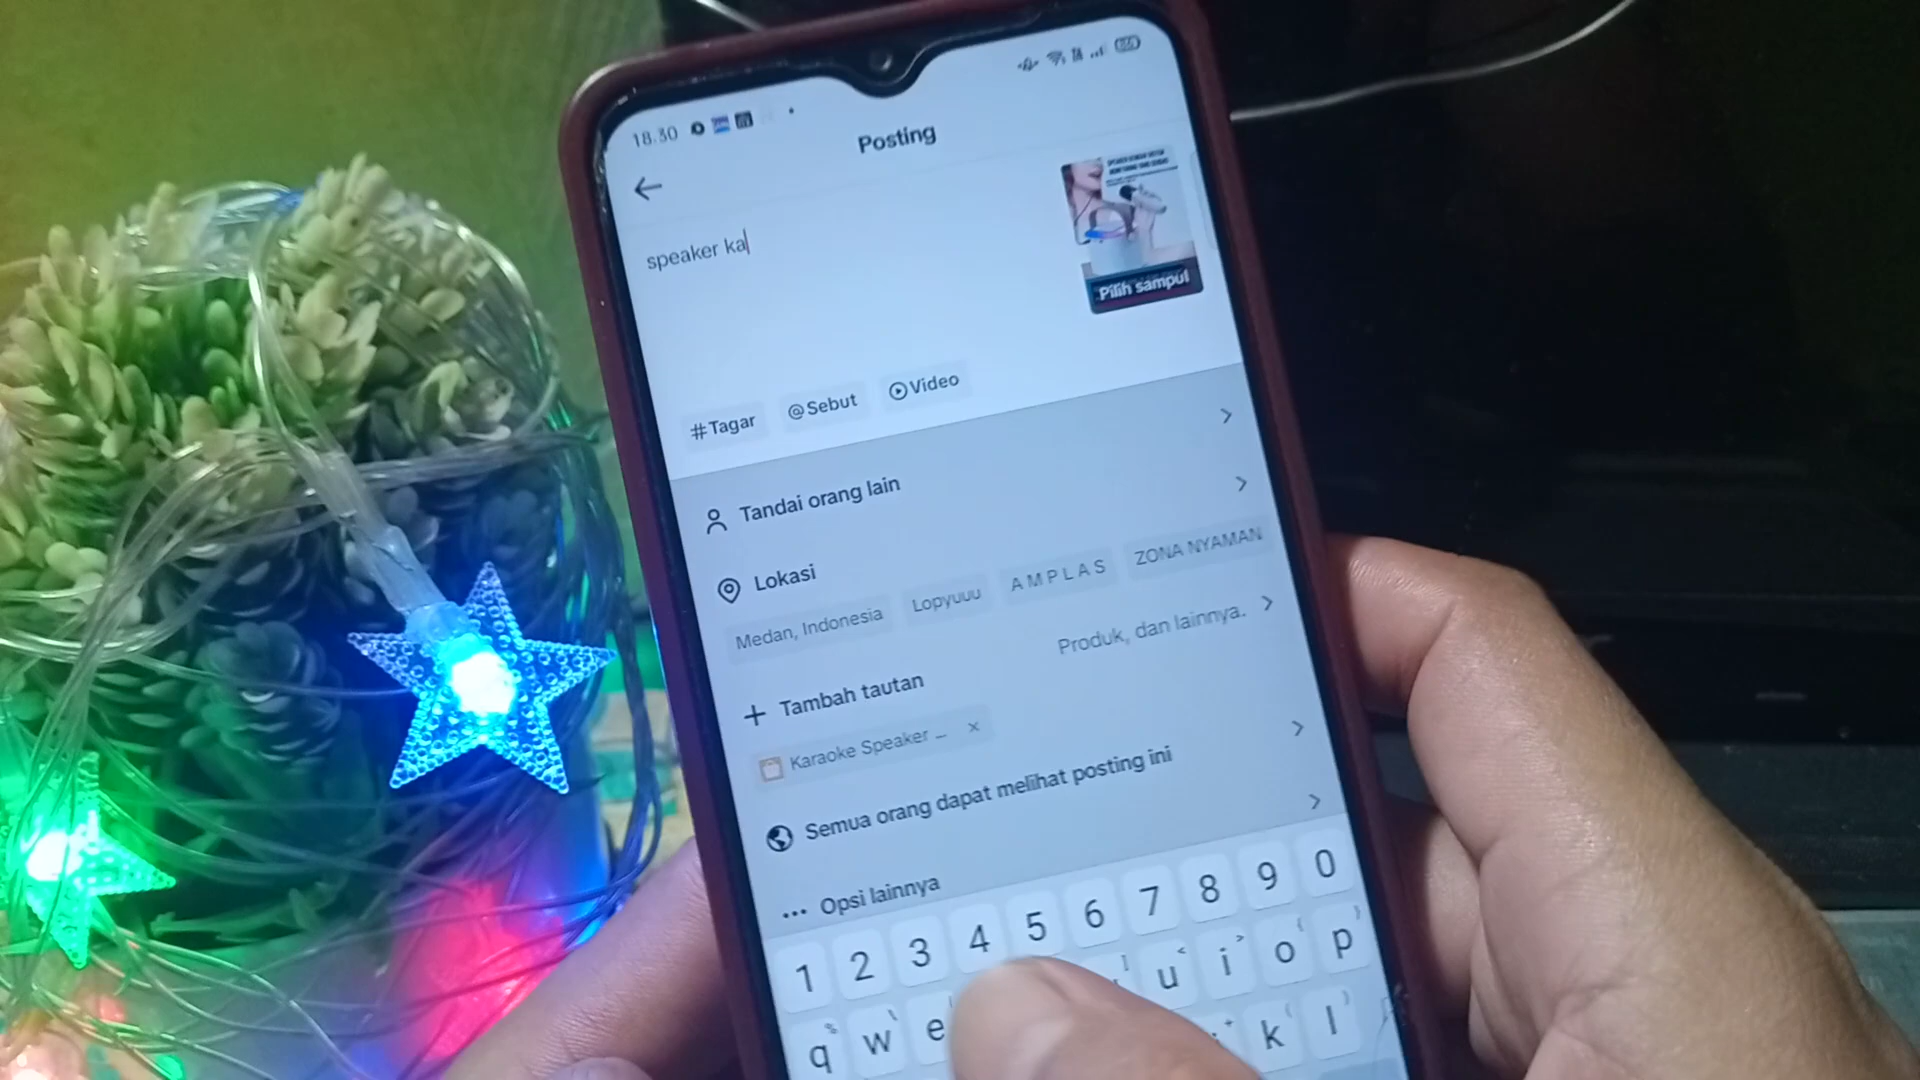 18.30
Posting
speaker ka
Pilih sampul
#Tagar @Sebut Video
Tandai orang lain
Lokasi
Medan, Indonesia Lopyuuu A M P L A S ZONA NYAMAN
Tambah tautan Produk, dan lainnya.
Karaoke Speaker ... ×
Semua orang dapat melihat posting ini
Opsi lainnya
1 2 3 4 5 6 7 8 9 0
q w e u i o p
k l